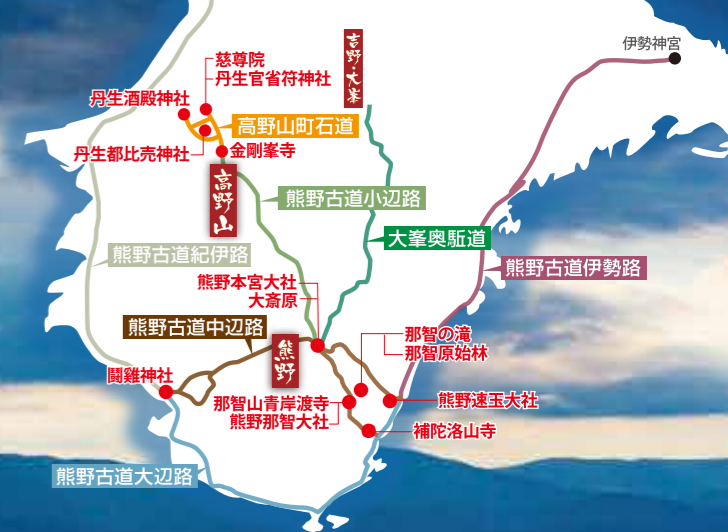 伊勢神宮
吉野・大峯
慈尊院
丹生官省符神社
丹生酒殿神社
高野山町石道
丹生都比売神社
金剛峯寺
高野山
熊野古道小辺路
大峯奥駈道
熊野古道紀伊路
熊野古道伊勢路
熊野本宮大社
大斎原
熊野古道中辺路
熊野
那智の滝
那智原始林
鬪雞神社
那智山青岸渡寺
熊野那智大社
熊野速玉大社
補陀洛山寺
熊野古道大辺路